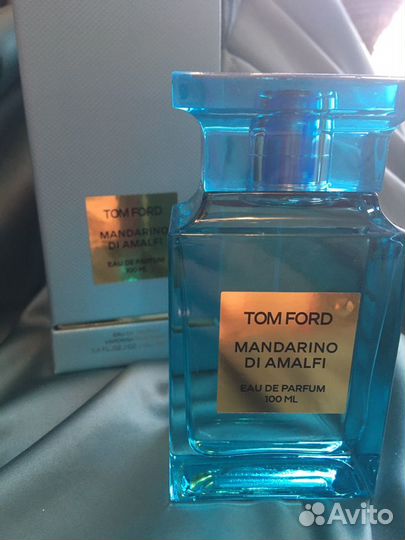 TOM FORD
MANDARINO
DI AMALFI
EAU DE PARFUM
100 ML
TOM FORD
MANDARINO
DI AMALFI
EAU DE PARFUM
100 ML
Avito